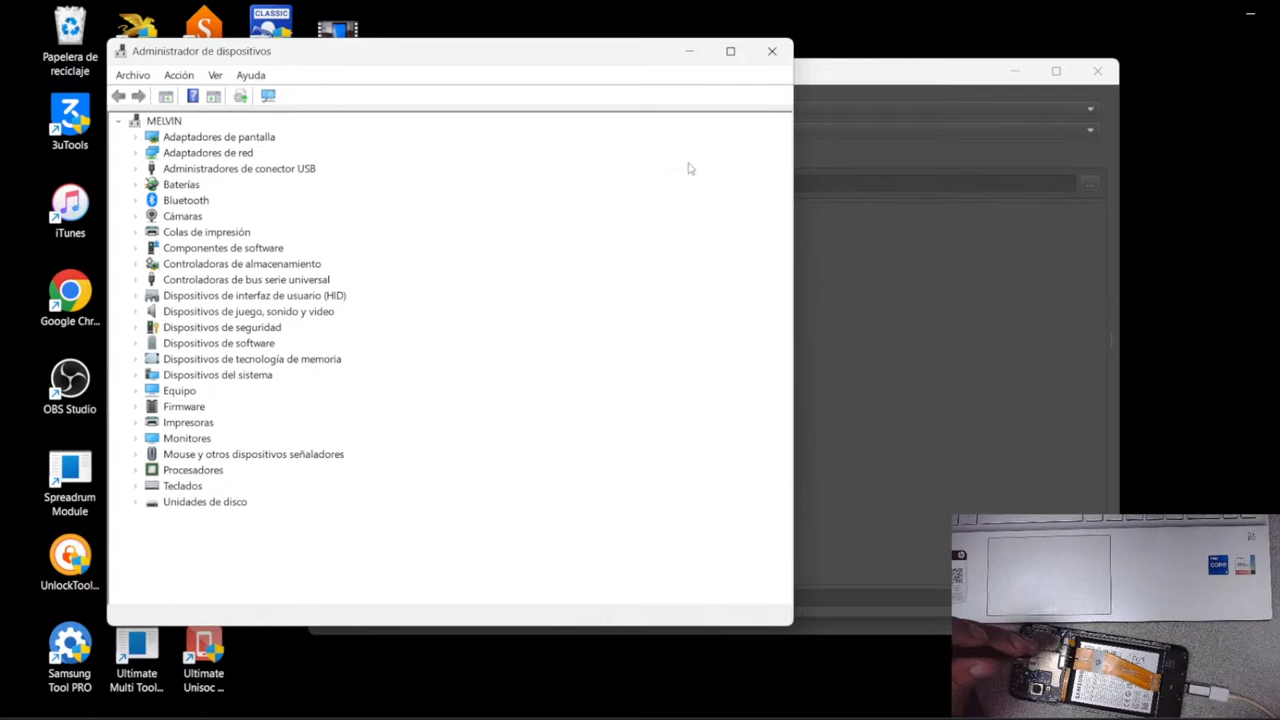 CLASSIC
Papelera de
reciclaje
3uTools
iTunes
Google Chr...
OBS Studio
Spreadrum
Module
UnlockTool...
Samsung
Tool PRO
Ultimate
Multi Tool...
Ultimate
Unisoc ...
Administrador de dispositivos
Archivo Acción Ver Ayuda
MELVIN
Adaptadores de pantalla
Adaptadores de red
Administradores de conector USB
Baterías
Bluetooth
Cámaras
Colas de impresión
Componentes de software
Controladoras de almacenamiento
Controladoras de bus serie universal
Dispositivos de interfaz de usuario (HID)
Dispositivos de juego, sonido y video
Dispositivos de seguridad
Dispositivos de software
Dispositivos de tecnología de memoria
Dispositivos del sistema
Equipo
Firmware
Impresoras
Monitores
Mouse y otros dispositivos señaladores
Procesadores
Teclados
Unidades de disco
...
CORE
SAMSUNG